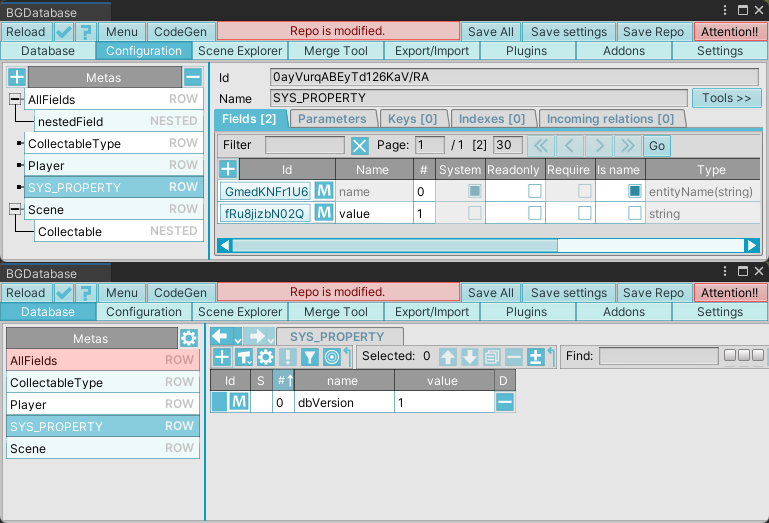 BGDatabase
Reload ? Menu CodeGen Repo is modified. Save All Save settings Save Repo Attention!!
Database Configuration Scene Explorer Merge Tool Export/Import Plugins Addons Settings
+ Metas −
AllFields ROW
nestedField NESTED
CollectableType ROW
Player ROW
SYS_PROPERTY ROW
Scene ROW
Collectable NESTED
Id 0ayVurqABEyTd126KaV/RA
Name SYS_PROPERTY Tools >>
Fields [2] Parameters Keys [0] Indexes [0] Incoming relations [0]
Filter Page: 1 / 1 [2] 30 Go
+ Id Name # System Readonly Require Is name Type
GmedKNFr1U6 M name 0 entityName(string)
fRu8jizbN02Q M value 1 string
BGDatabase
Reload ? Menu CodeGen Repo is modified. Save All Save settings Save Repo Attention!!
Database Configuration Scene Explorer Merge Tool Export/Import Plugins Addons Settings
Metas
AllFields ROW
CollectableType ROW
Player ROW
SYS_PROPERTY ROW
Scene ROW
SYS_PROPERTY
Selected: 0 Find:
Id S # name value D
M 0 dbVersion 1